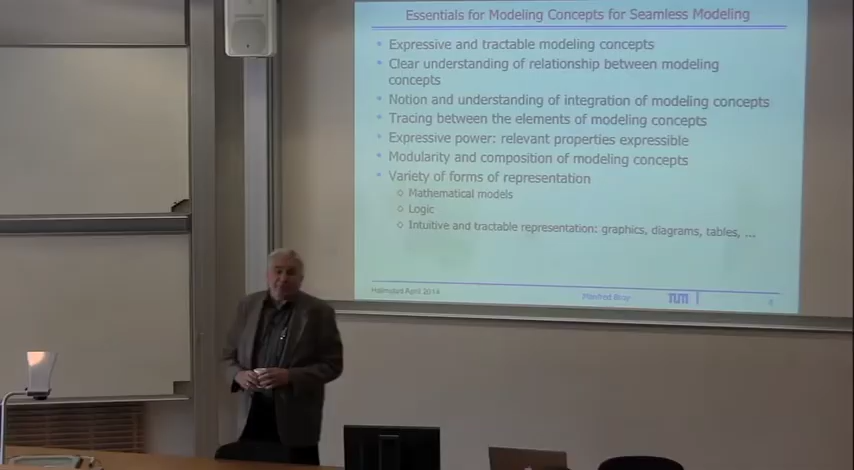 Essentials for Modeling Concepts for Seamless Modeling
Expressive and tractable modeling concepts
Clear understanding of relationship between modeling
concepts
Notion and understanding of integration of modeling concepts
Tracing between the elements of modeling concepts
Expressive power: relevant properties expressible
Modularity and composition of modeling concepts
Variety of forms of representation
Mathematical models
Logic
Intuitive and tractable representation: graphics, diagrams, tables, ...
April 2014
Manfred Broy
TUM